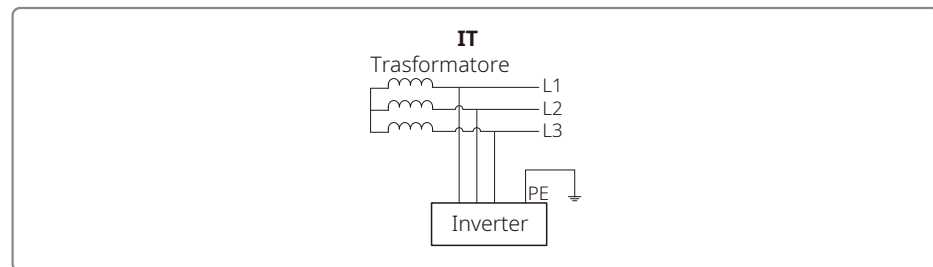 IT
Trasformatore
L1
L2
L3
PE
Inverter